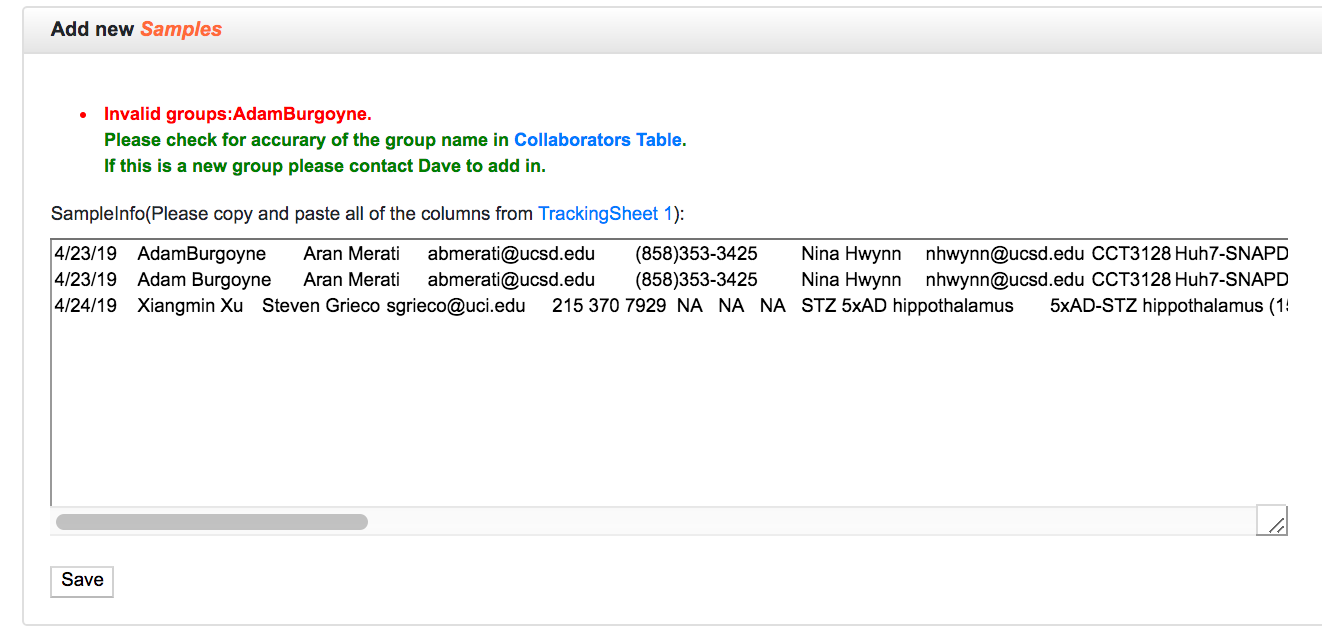 Add new Samples
Invalid groups:AdamBurgoyne.
Please check for accurary of the group name in Collaborators Table.
If this is a new group please contact Dave to add in.
SampleInfo(Please copy and paste all of the columns from TrackingSheet 1):
4/23/19 AdamBurgoyne Aran Merati abmerati@ucsd.edu (858)353-3425 Nina Hwynn nhwynn@ucsd.edu CCT3128 Huh7-SNAPD
4/23/19 Adam Burgoyne Aran Merati abmerati@ucsd.edu (858)353-3425 Nina Hwynn nhwynn@ucsd.edu CCT3128 Huh7-SNAPD
4/24/19 Xiangmin Xu Steven Grieco sgrieco@uci.edu 215 370 7929 NA NA NA STZ 5xAD hippothalamus 5xAD-STZ hippothalamus (1
Save